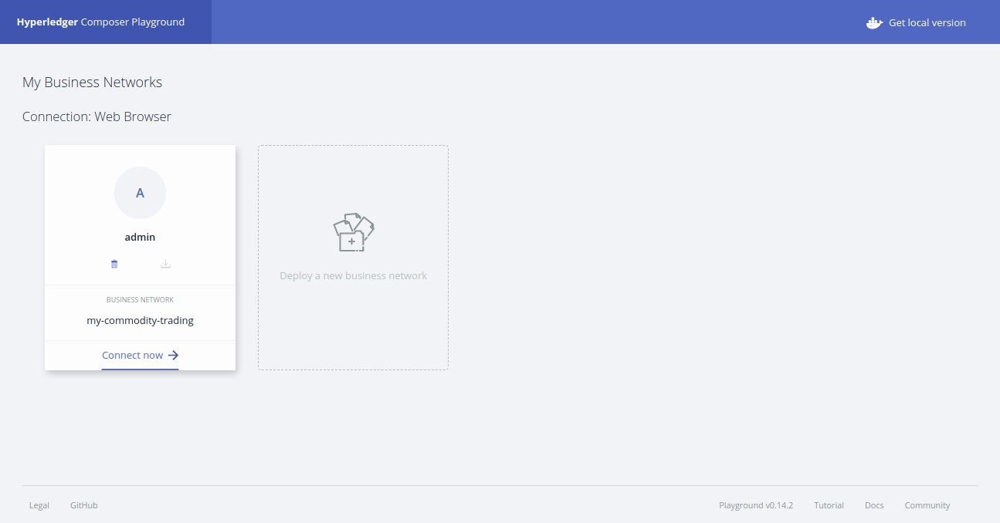 Hyperledger Composer Playground
Get local version
My Business Networks
Connection: Web Browser
A
admin
BUSINESS NETWORK
my-commodity-trading
Connect now
Deploy a new business network
Legal GitHub Playground v0.14.2 Tutorial Docs Community